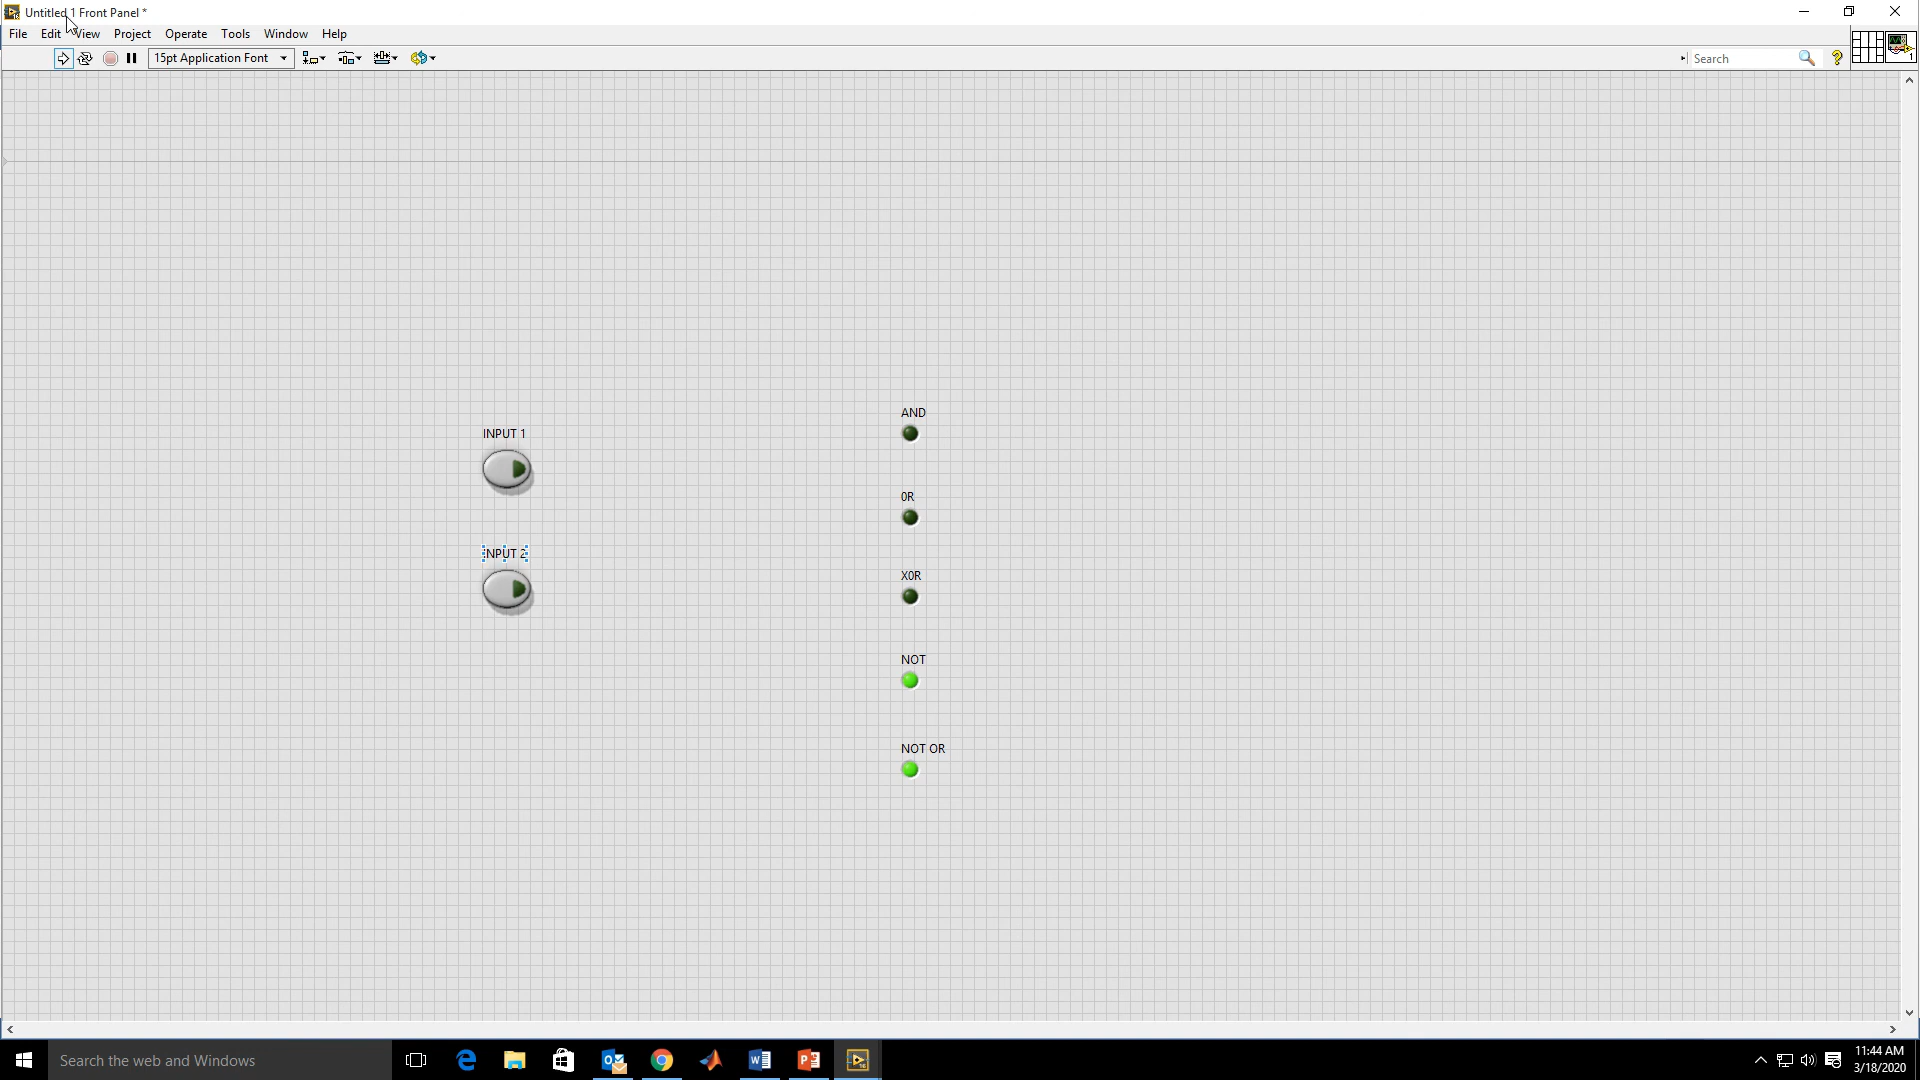 Untitled 1 Front Panel *
File Edit View Project Operate Tools Window Help
15pt Application Font
Search
1
AND
INPUT 1
0R
INPUT 2
X0R
NOT
NOT OR
Search the web and Windows
11:44 AM
3/18/2020